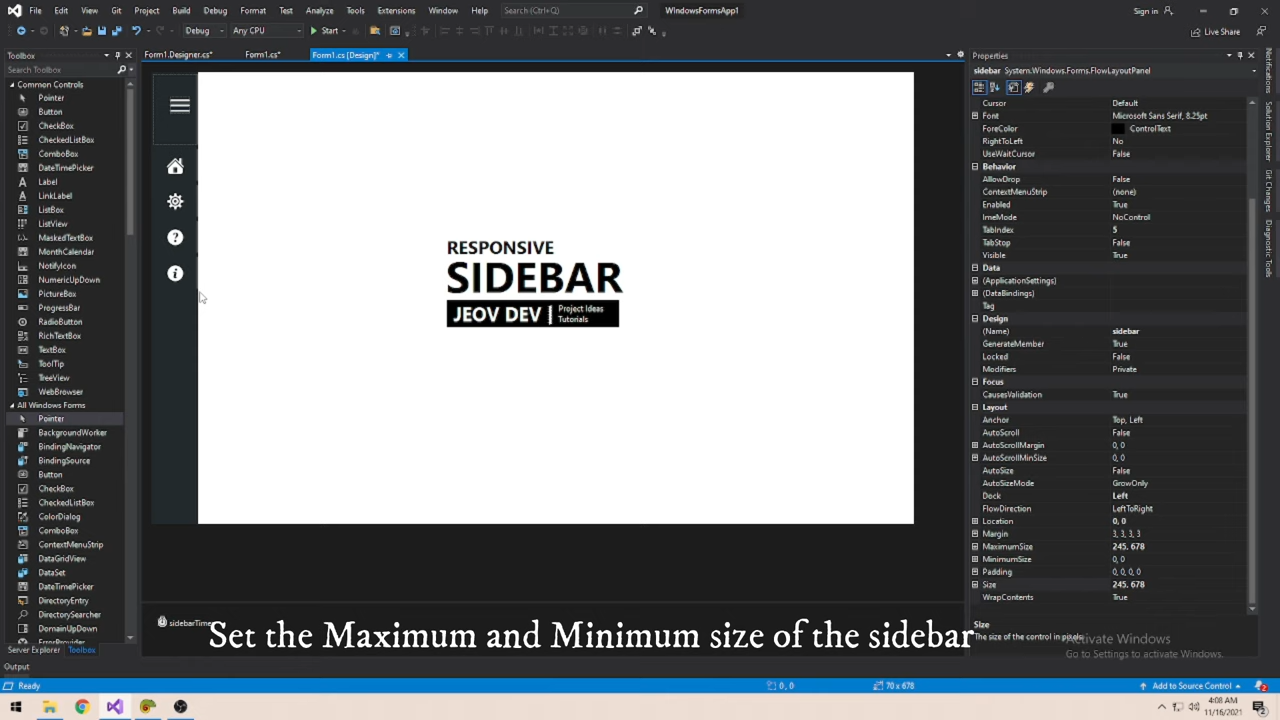 File Edit View Git Project Build Debug Format Test Analyze Tools Extensions Window Help Search (Ctrl+Q) WindowsFormsApp1 Sign in
Debug Any CPU Start Live Share
Toolbox
Form1.Designer.cs* Form1.cs* Form1.cs [Design]*
Properties
Search Toolbox
sidebar System.Windows.Forms.FlowLayoutPanel
Common Controls
Pointer
Button
CheckBox
CheckedListBox
ComboBox
DateTimePicker
Label
LinkLabel
ListBox
ListView
MaskedTextBox
MonthCalendar
NotifyIcon
NumericUpDown
PictureBox
ProgressBar
RadioButton
RichTextBox
TextBox
ToolTip
TreeView
WebBrowser
All Windows Forms
Pointer
BackgroundWorker
BindingNavigator
BindingSource
Button
CheckBox
CheckedListBox
ColorDialog
ComboBox
ContextMenuStrip
DataGridView
DataSet
DateTimePicker
DirectoryEntry
DirectorySearcher
DomainUpDown
ErrorProvider
Server Explorer Toolbox
Output
RESPONSIVE
SIDEBAR
JEOV DEV
Project Ideas
Tutorials
sidebarTimer
Set the Maximum and Minimum size of the sidebar
Cursor Default
Font Microsoft Sans Serif, 8.25pt
ForeColor ControlText
RightToLeft No
UseWaitCursor False
Behavior
AllowDrop False
ContextMenuStrip (none)
Enabled True
ImeMode NoControl
TabIndex 5
TabStop False
Visible True
Data
(ApplicationSettings)
(DataBindings)
Tag
Design
(Name) sidebar
GenerateMember True
Locked False
Modifiers Private
Focus
CausesValidation True
Layout
Anchor Top, Left
AutoScroll False
AutoScrollMargin 0, 0
AutoScrollMinSize 0, 0
AutoSize False
AutoSizeMode GrowOnly
Dock Left
FlowDirection LeftToRight
Location 0, 0
Margin 3, 3, 3, 3
MaximumSize 245, 678
MinimumSize 0, 0
Padding 0, 0, 0, 0
Size 245, 678
WrapContents True
Size
The size of the control in pixels.
Activate Windows
Go to Settings to activate Windows.
Notifications
Solution Explorer
Git Changes
Diagnostic Tools
Ready 0, 0 70 x 678 Add to Source Control 2
4:08 AM
11/16/2021
2